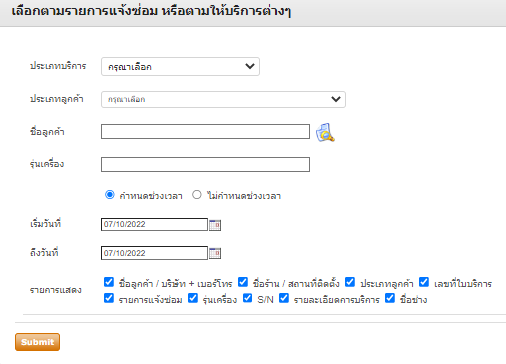 เลือกตามรายการแจ้งซ่อม หรือตามให้บริการต่างๆ
ประเภทบริการ กรุณาเลือก
ประเภทลูกค้า กรุณาเลือก
ชื่อลูกค้า
รุ่นเครื่อง
กำหนดช่วงเวลา ไม่กำหนดช่วงเวลา
เริ่มวันที่ 07/10/2022
ถึงวันที่ 07/10/2022
รายการแสดง ชื่อลูกค้า / บริษัท + เบอร์โทร ชื่อร้าน / สถานที่ติดตั้ง ประเภทลูกค้า เลขที่ใบบริการ
รายการแจ้งซ่อม รุ่นเครื่อง S/N รายละเอียดการบริการ ชื่อช่าง
Submit